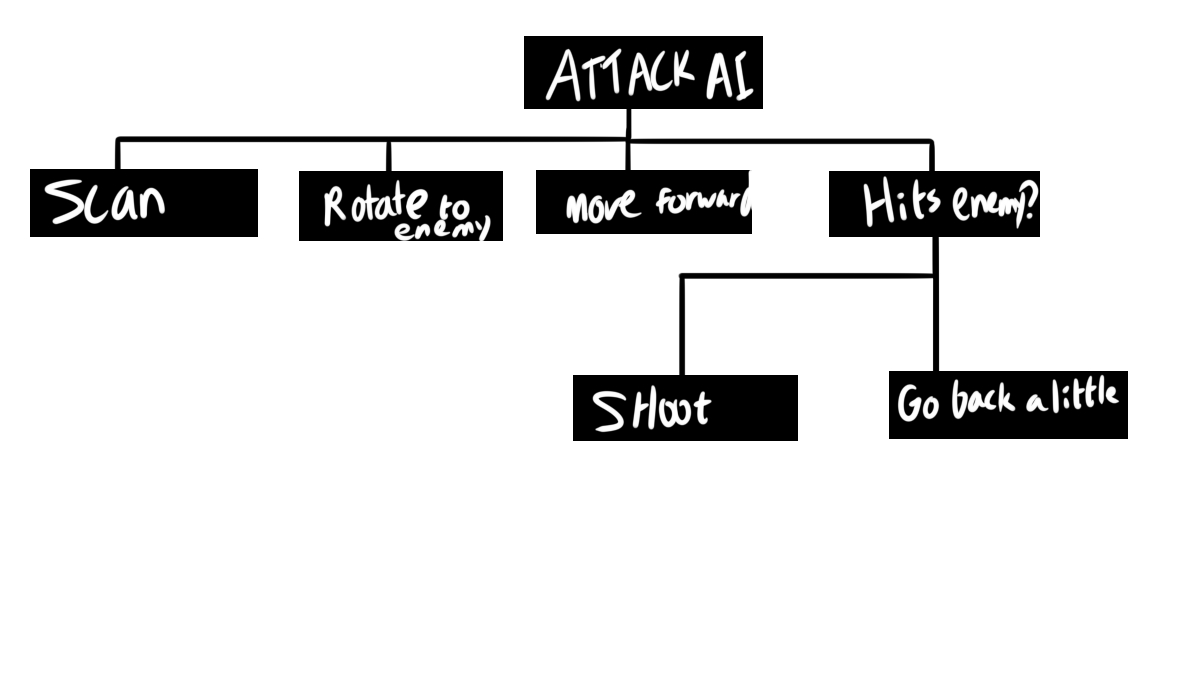 ATTACK AI
Scan
Rotate to
enemy
move forward
Hits enemy?
SHoot
Go back a little